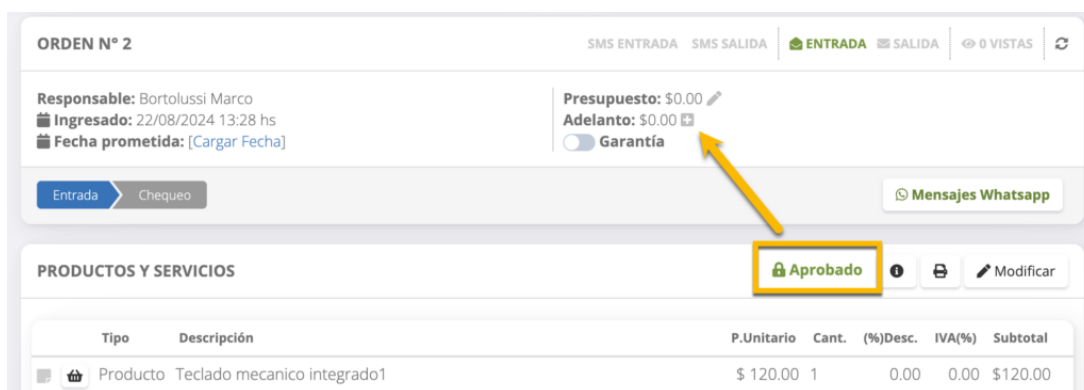 ORDEN N° 2
SMS ENTRADA SMS SALIDA ENTRADA SALIDA 0 VISTAS
Responsable: Bortolussi Marco
Ingresado: 22/08/2024 13:28 hs
Fecha prometida: [Cargar Fecha]
Presupuesto: $0.00
Adelanto: $0.00
Garantía
Entrada Chequeo
Mensajes Whatsapp
PRODUCTOS Y SERVICIOS
Aprobado
Modificar
Tipo Descripción P.Unitario Cant. (%)Desc. IVA(%) Subtotal
Producto Teclado mecanico integrado1 $ 120.00 1 0.00 0.00 $120.00